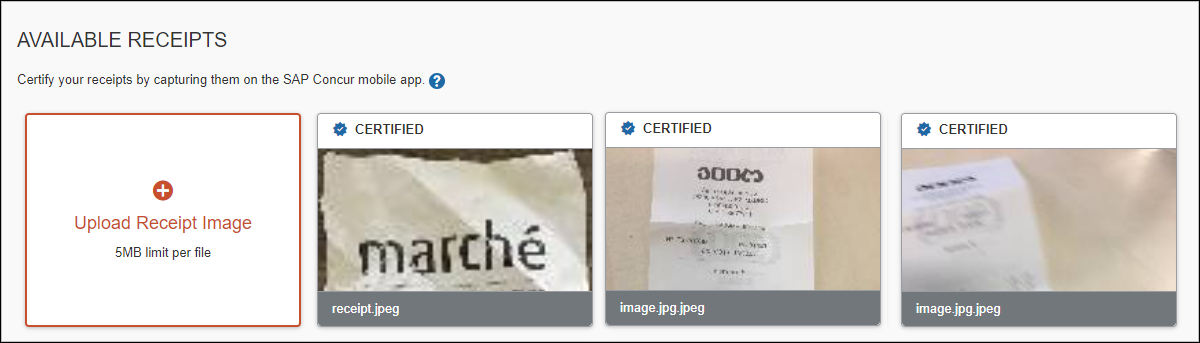 AVAILABLE RECEIPTS
Certify your receipts by capturing them on the SAP Concur mobile app. ?
Upload Receipt Image
5MB limit per file
CERTIFIED
marché
receipt.jpeg
CERTIFIED
MADRID
image.jpg.jpeg
CERTIFIED
image.jpg.jpeg